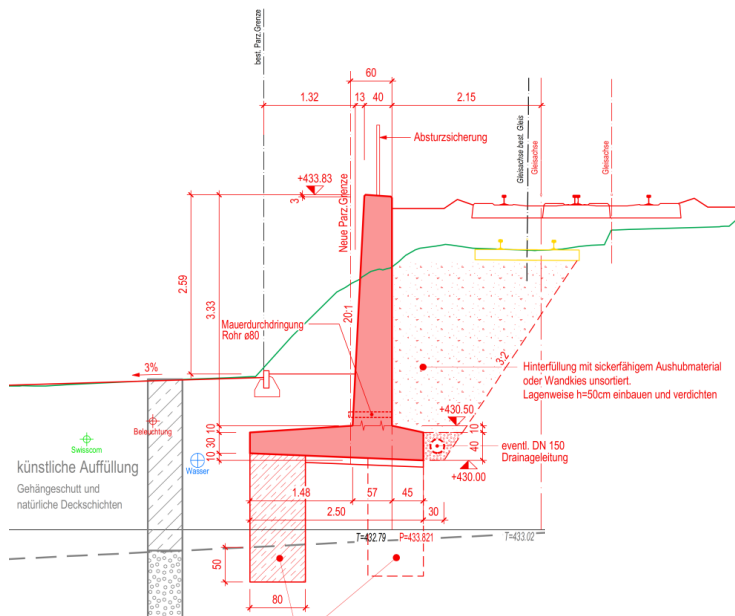 best. Parz.Grenze
60
1.32
13
40
2.15
Absturzsicherung
Gleisachse best. Gleis
Gleisachse
Gleisachse
+433.83
3
Neue Parz.Grenze
2.59
3.33
20:1
Mauerdurchdringung
Rohr ø80
3:2
Hinterfüllung mit sickerfähigem Aushubmaterial
oder Wandkies unsortiert.
Lagenweise h=50cm einbauen und verdichten
3%
+430.50
Beleuchtung
Swisscom
10
30
10
10
40
eventl. DN 150
Drainageleitung
künstliche Auffüllung
Wasser
+430.00
Gehängeschutt und
natürliche Deckschichten
1.48
57
45
2.50
30
T=432.79
P=433.821
T=433.02
50
80